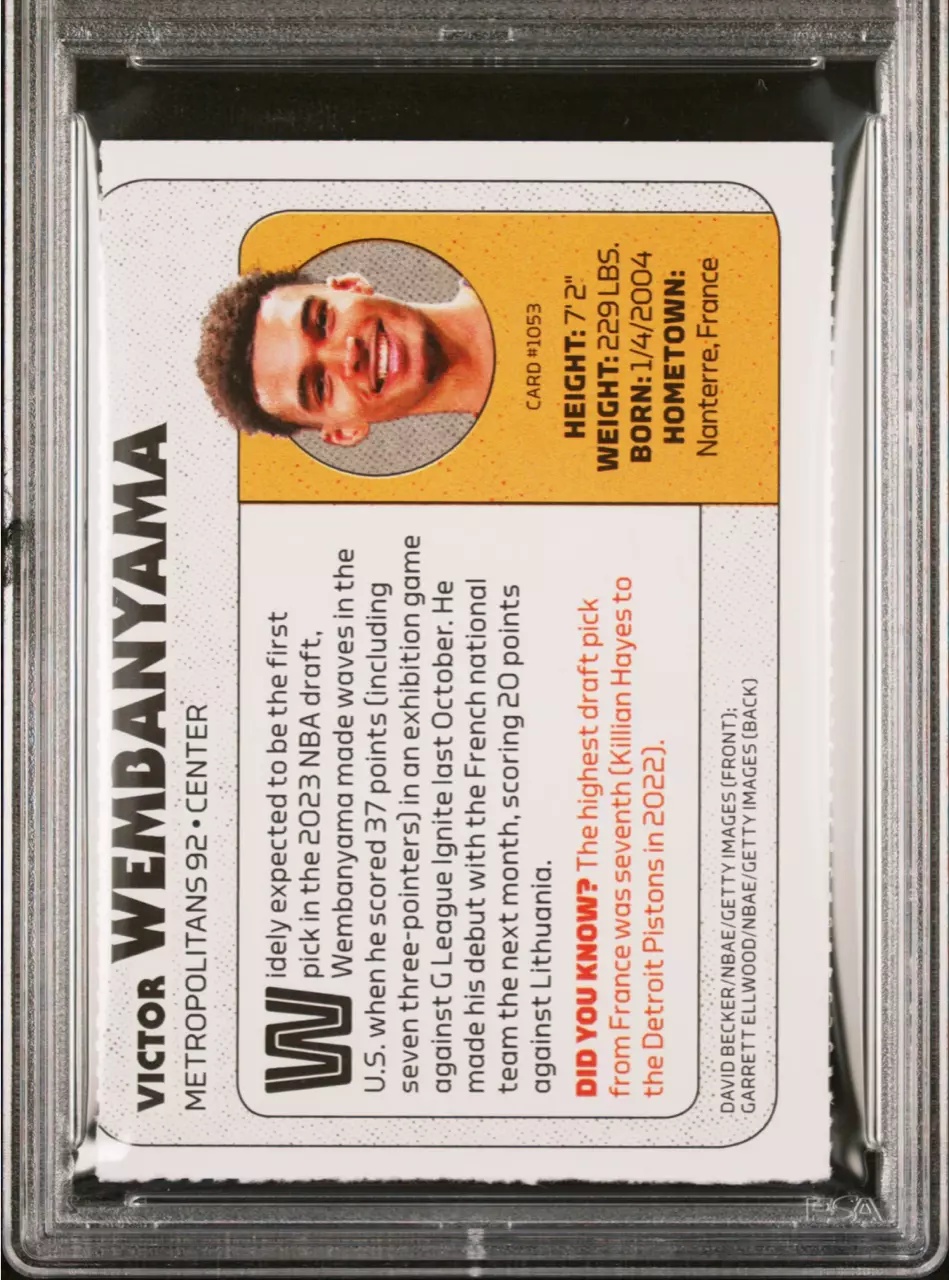 VICTOR WEMBANYAMA
METROPOLITANS 92 • CENTER
Widely expected to be the first
pick in the 2023 NBA draft,
Wembanyama made waves in the
U.S. when he scored 37 points (including
seven three-pointers) in an exhibition game
against G League Ignite last October. He
made his debut with the French national
team the next month, scoring 20 points
against Lithuania.
DID YOU KNOW? The highest draft pick
from France was seventh (Killian Hayes to
the Detroit Pistons in 2022).
DAVID BECKER/NBAE/GETTY IMAGES (FRONT);
GARRETT ELLWOOD/NBAE/GETTY IMAGES (BACK)
CARD #1053
HEIGHT: 7' 2"
WEIGHT: 229 LBS.
BORN: 1/4/2004
HOMETOWN:
Nanterre, France
PSA